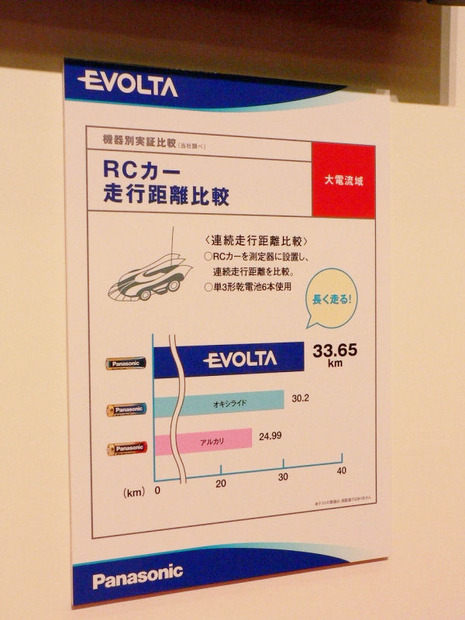 EVOLTA
機器別実証比較(当社調べ)
RCカー
走行距離比較
大電流域
〈連続走行距離比較〉
○RCカーを測定器に設置し、
連続走行距離を比較。
○単3形乾電池6本使用
長く走る!
Panasonic EVOLTA 33.65
km
Panasonic オキシライド 30.2
Panasonic アルカリ 24.99
(km) 0 20 30 40
Panasonic